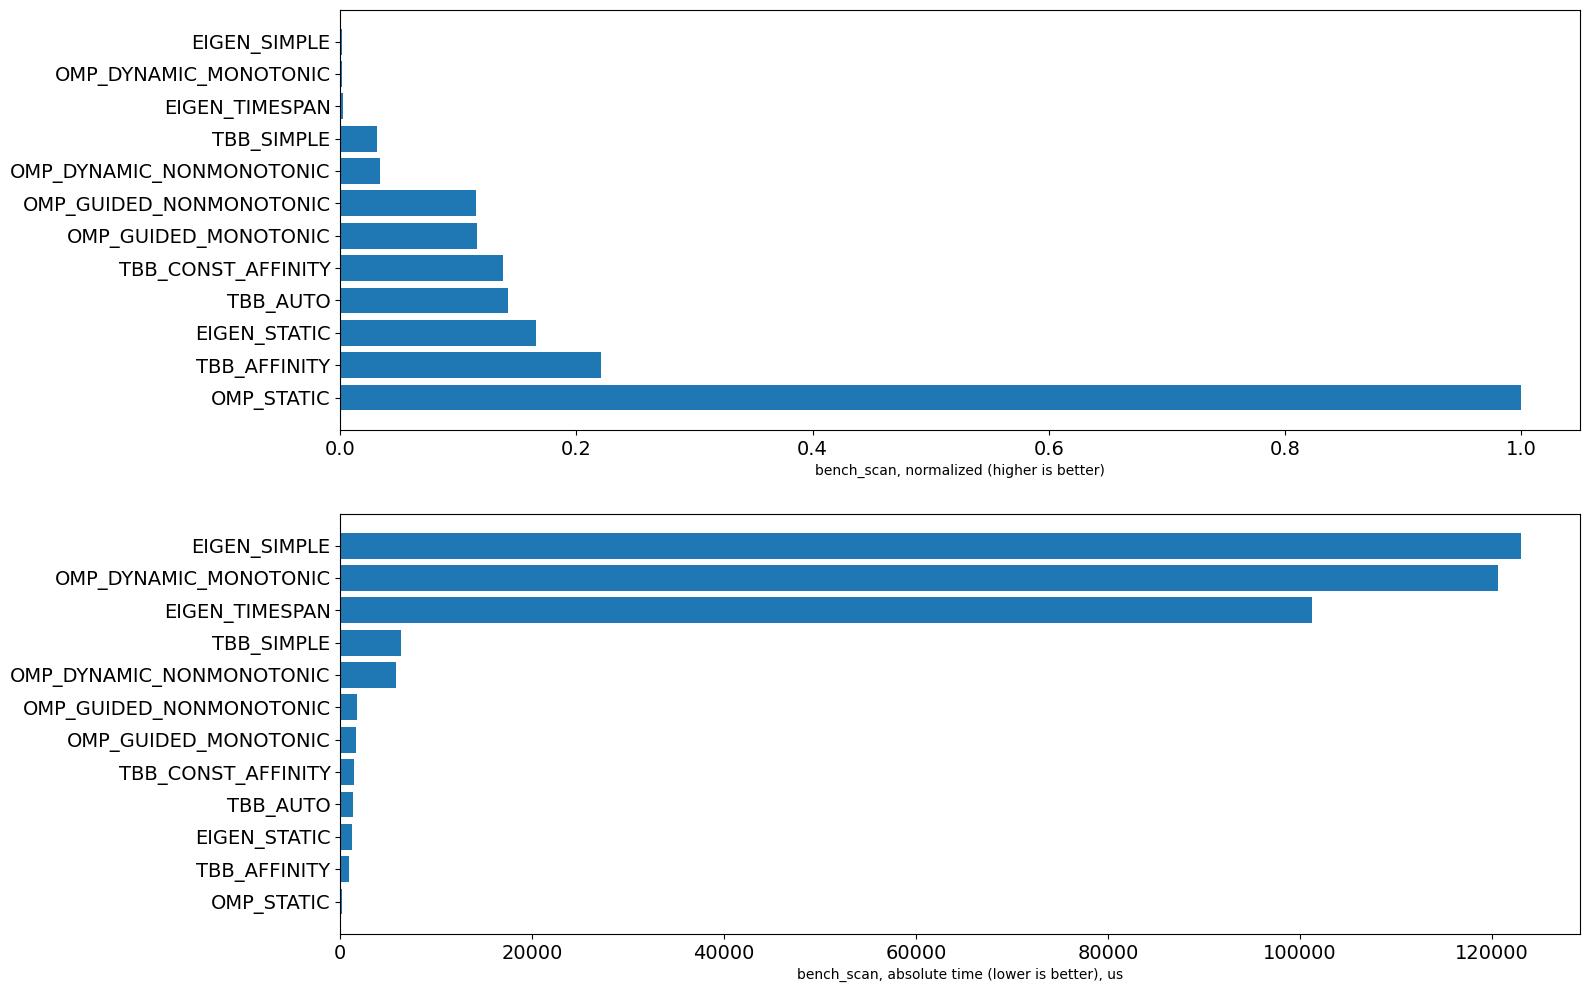 EIGEN_SIMPLE
OMP_DYNAMIC_MONOTONIC
EIGEN_TIMESPAN
TBB_SIMPLE
OMP_DYNAMIC_NONMONOTONIC
OMP_GUIDED_NONMONOTONIC
OMP_GUIDED_MONOTONIC
TBB_CONST_AFFINITY
TBB_AUTO
EIGEN_STATIC
TBB_AFFINITY
OMP_STATIC
0.0 0.2 0.4 0.6 0.8 1.0
bench_scan, normalized (higher is better)
EIGEN_SIMPLE
OMP_DYNAMIC_MONOTONIC
EIGEN_TIMESPAN
TBB_SIMPLE
OMP_DYNAMIC_NONMONOTONIC
OMP_GUIDED_NONMONOTONIC
OMP_GUIDED_MONOTONIC
TBB_CONST_AFFINITY
TBB_AUTO
EIGEN_STATIC
TBB_AFFINITY
OMP_STATIC
0 20000 40000 60000 80000 100000 120000
bench_scan, absolute time (lower is better), us